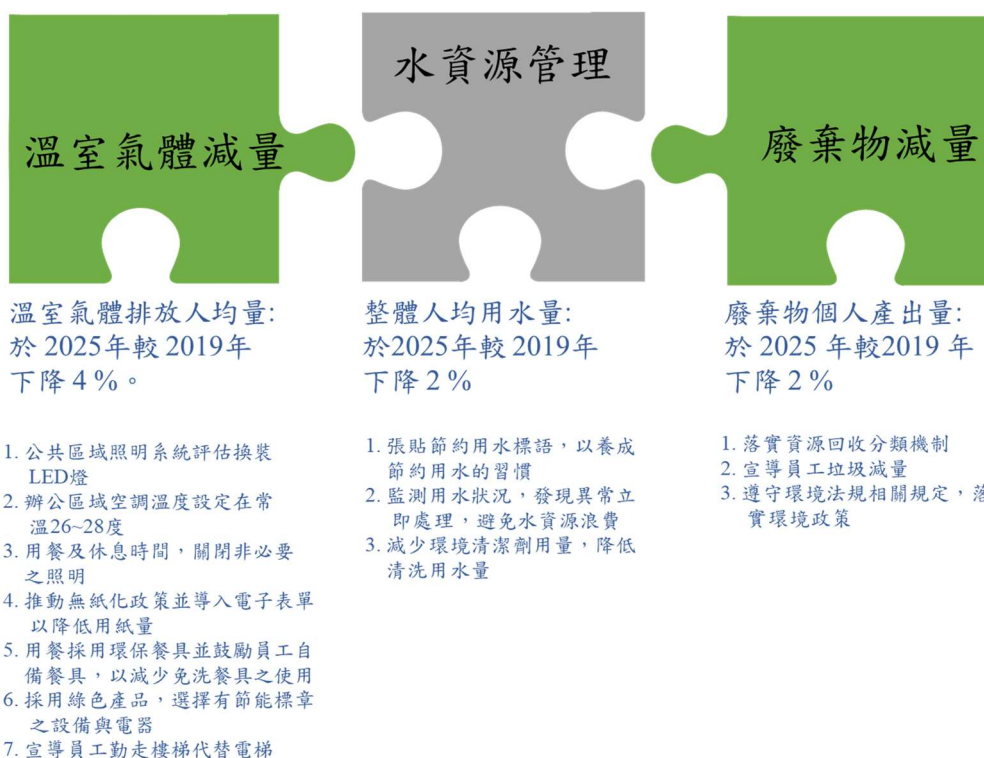 溫室氣體減量
溫室氣體排放人均量:
於 2025年較 2019年
下降 4 %。
1. 公共區域照明系統評估換裝
LED燈
2. 辦公區域空調溫度設定在常
溫26~28度
3. 用餐及休息時間，關閉非必要
之照明
4. 推動無紙化政策並導入電子表單
以降低用紙量
5. 用餐採用環保餐具並鼓勵員工自
備餐具，以減少免洗餐具之使用
6. 採用綠色產品，選擇有節能標章
之設備與電器
7. 宣導員工勤走樓梯代替電梯
水資源管理
整體人均用水量:
於2025年較 2019年
下降 2 %
1. 張貼節約用水標語，以養成
節約用水的習慣
2. 監測用水狀況，發現異常立
即處理，避免水資源浪費
3. 減少環境清潔劑用量，降低
清洗用水量
廢棄物減量
廢棄物個人產出量:
於 2025 年較2019 年
下降 2 %
1. 落實資源回收分類機制
2. 宣導員工垃圾減量
3. 遵守環境法規相關規定，落
實環境政策